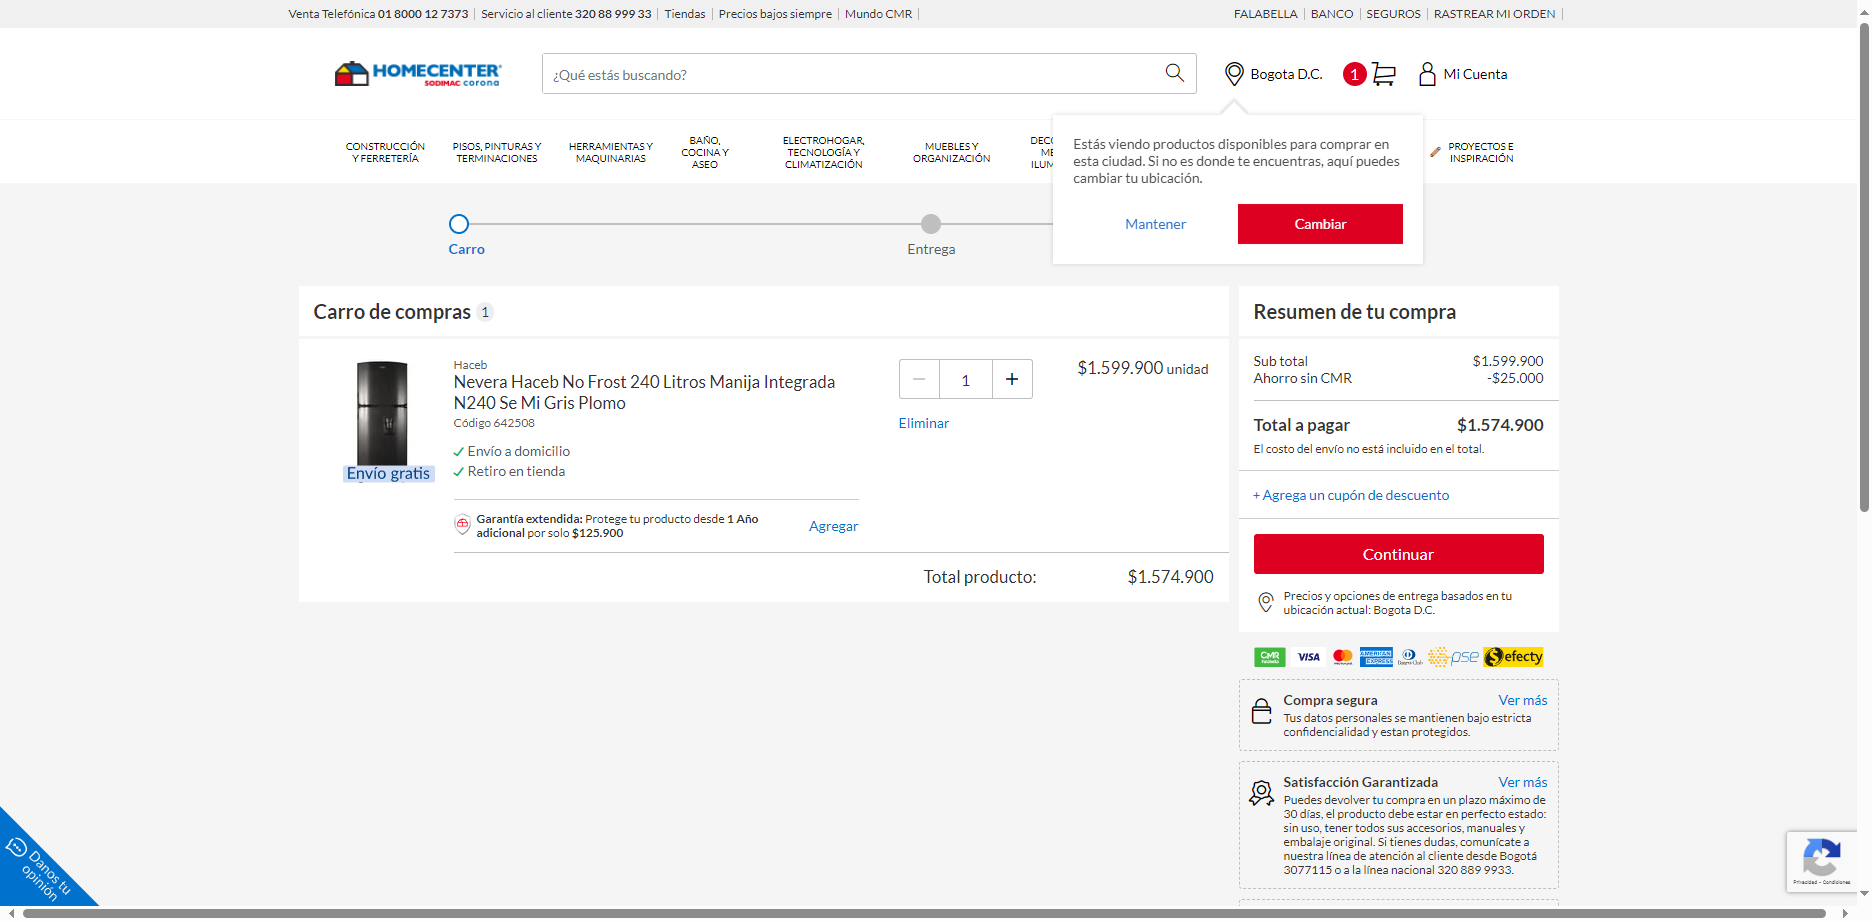 Venta Telefónica 01 8000 12 7373
Servicio al cliente 320 88 999 33
Tiendas
Precios bajos siempre
Mundo CMR
FALABELLA
BANCO
SEGUROS
RASTREAR MI ORDEN
HOMECENTER
SODIMAC corona
¿Qué estás buscando?
Bogota D.C.
1
Mi Cuenta
CONSTRUCCIÓN
Y FERRETERÍA
PISOS, PINTURAS Y
TERMINACIONES
HERRAMIENTAS Y
MAQUINARIAS
BAÑO,
COCINA Y
ASEO
ELECTROHOGAR,
TECNOLOGÍA Y
CLIMATIZACIÓN
MUEBLES Y
ORGANIZACIÓN
DECO
ME
ILUM
PROYECTOS E
INSPIRACIÓN
Estás viendo productos disponibles para comprar en
esta ciudad. Si no es donde te encuentras, aquí puedes
cambiar tu ubicación.
Mantener
Cambiar
Carro
Entrega
Carro de compras 1
Haceb
Nevera Haceb No Frost 240 Litros Manija Integrada
N240 Se Mi Gris Plomo
Código 642508
Envío a domicilio
Retiro en tienda
Envío gratis
1
Eliminar
$1.599.900 unidad
Garantía extendida: Protege tu producto desde 1 Año
adicional por solo $125.900
Agregar
Total producto: $1.574.900
Resumen de tu compra
Sub total $1.599.900
Ahorro sin CMR -$25.000
Total a pagar $1.574.900
El costo del envío no está incluido en el total.
+ Agrega un cupón de descuento
Continuar
Precios y opciones de entrega basados en tu
ubicación actual: Bogota D.C.
CMR
VISA
AMERICAN
EXPRESS
pse
efecty
Compra segura Ver más
Tus datos personales se mantienen bajo estricta
confidencialidad y estan protegidos.
Satisfacción Garantizada Ver más
Puedes devolver tu compra en un plazo máximo de
30 días, el producto debe estar en perfecto estado:
sin uso, tener todos sus accesorios, manuales y
embalaje original. Si tienes dudas, comunícate a
nuestra línea de atención al cliente desde Bogotá
3077115 o a la línea nacional 320 889 9933.
Danos tu
opinión
Privacidad - Condiciones